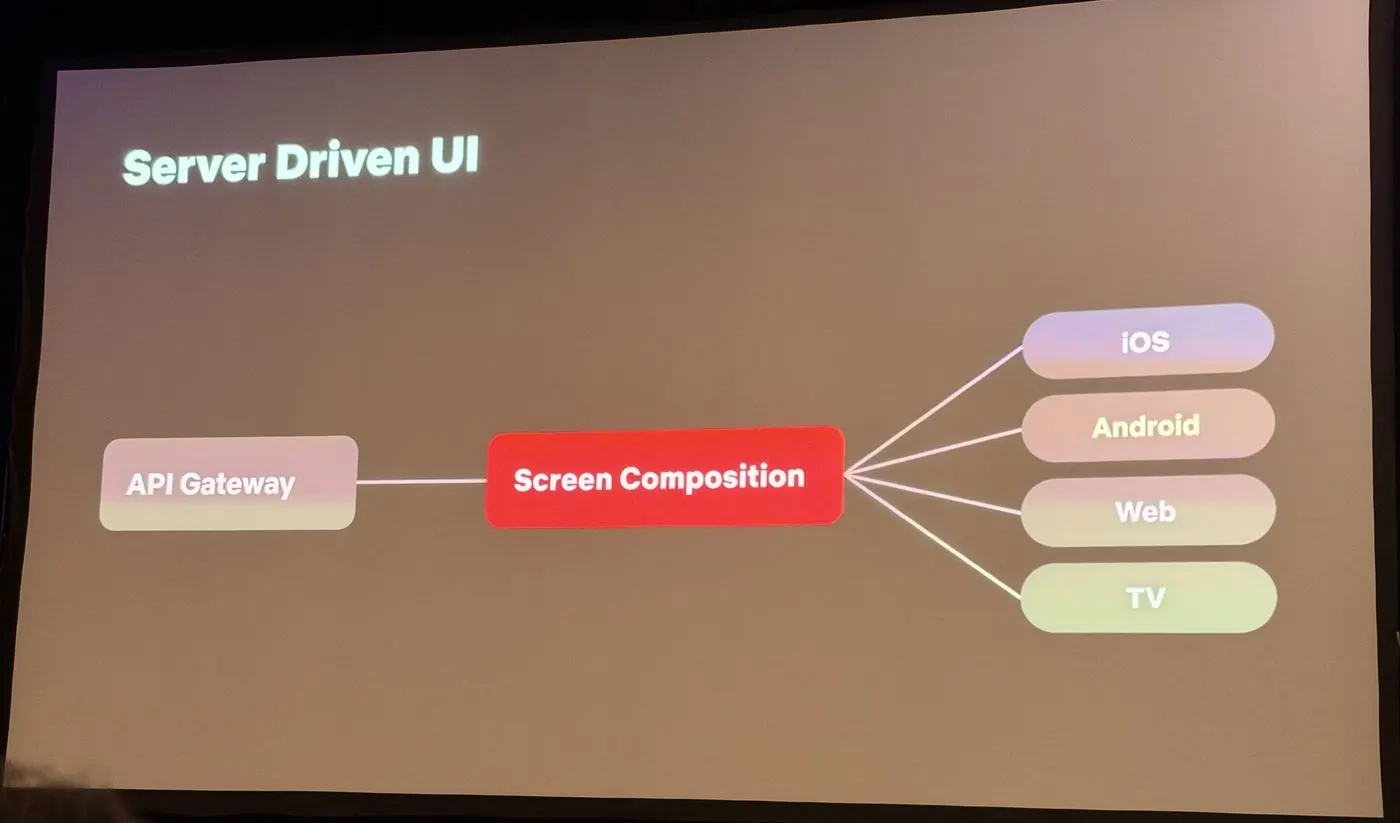 Server Driven UI
API Gateway
Screen Composition
iOS
Android
Web
TV